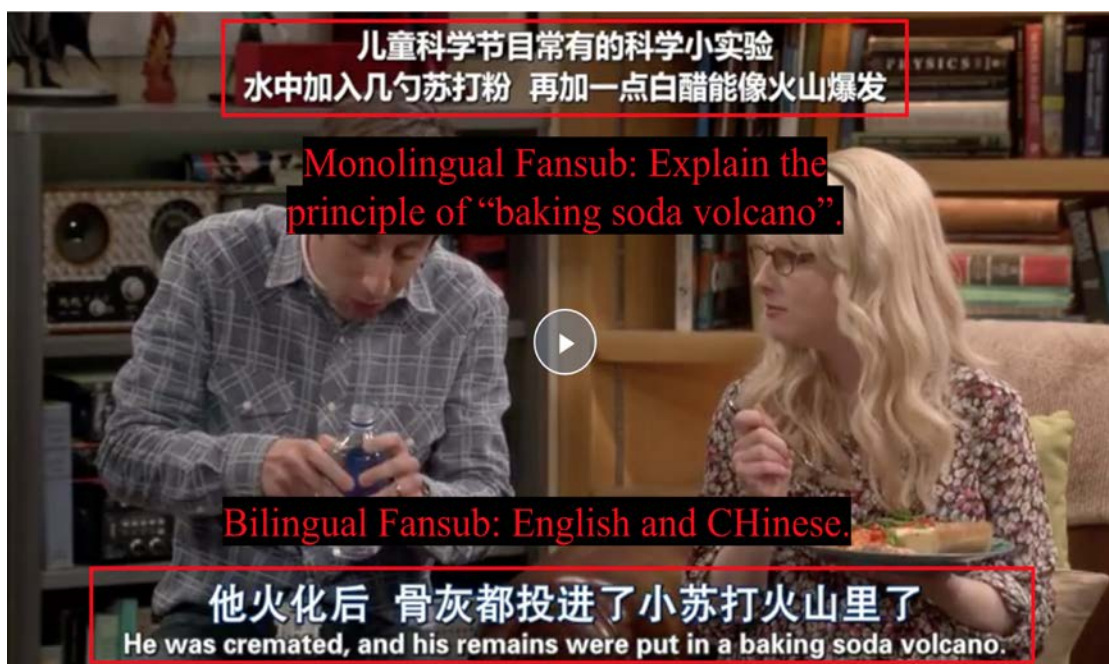 儿童科学节目常有的科学小实验
水中加入几勺苏打粉 再加一点白醋能像火山爆发
PHYSICS
Monolingual Fansub: Explain the
principle of “baking soda volcano”.
Bilingual Fansub: English and CHinese.
他火化后 骨灰都投进了小苏打火山里了
He was cremated, and his remains were put in a baking soda volcano.